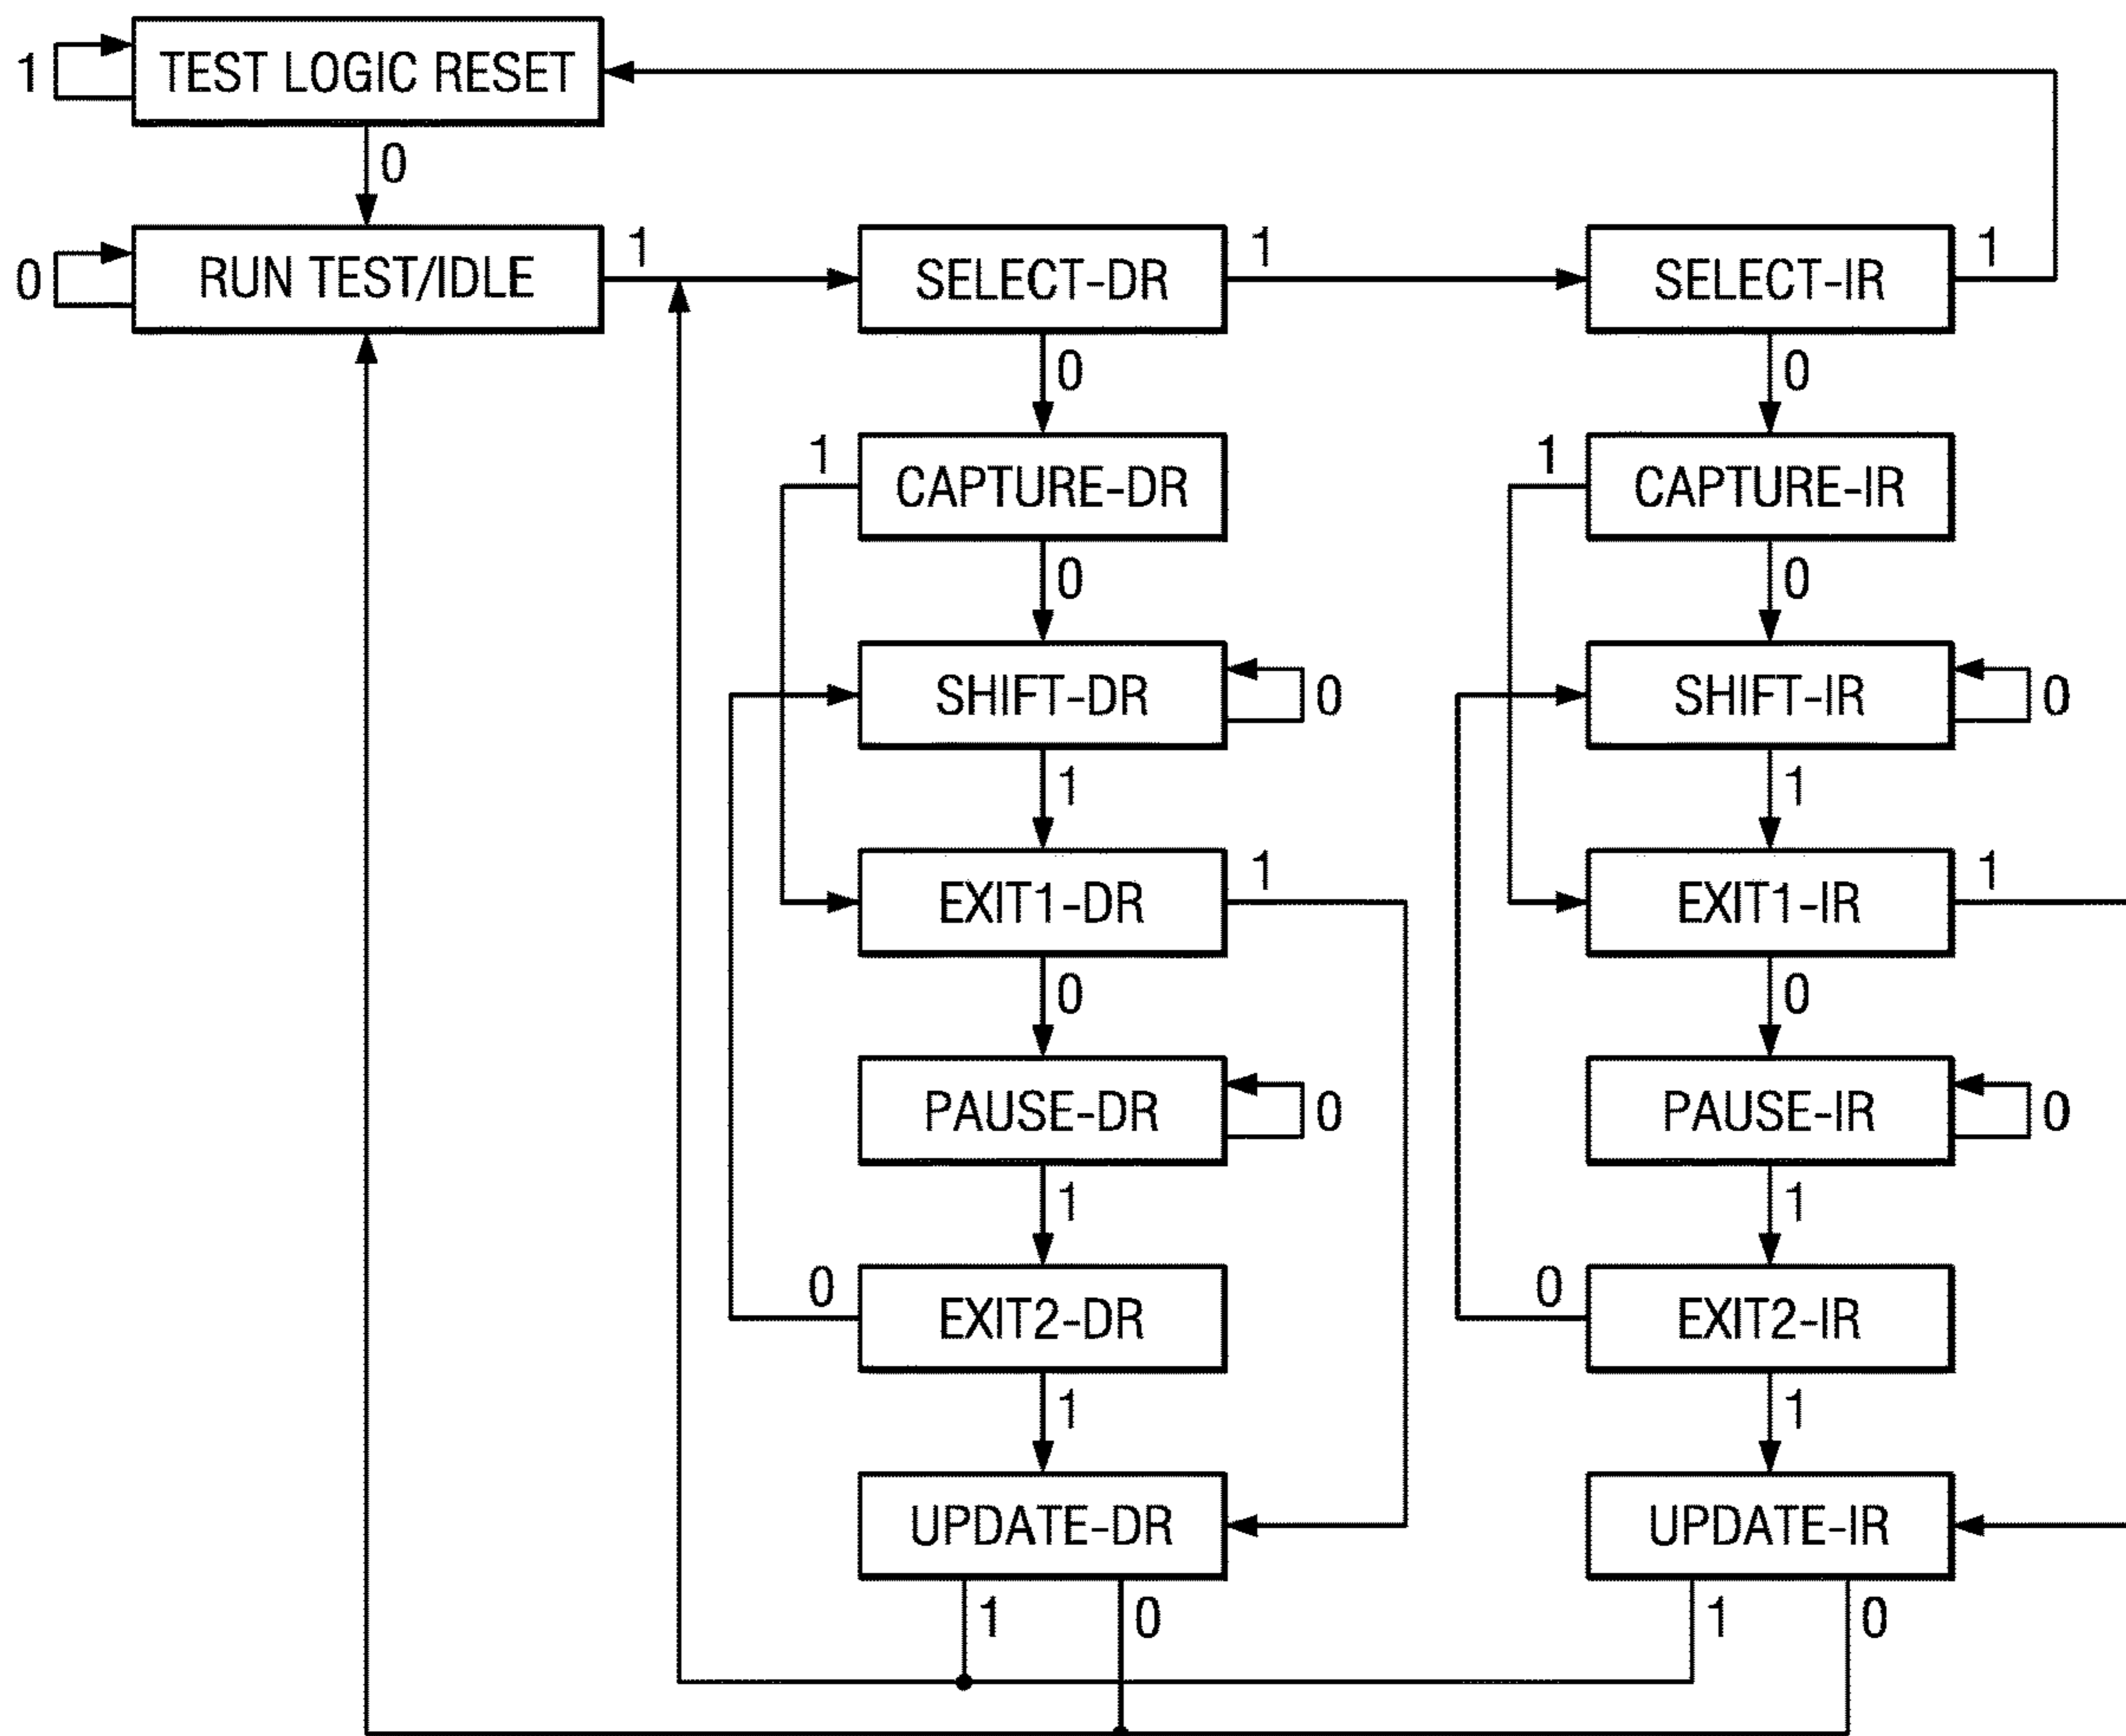 1
TEST LOGIC RESET
0
0
RUN TEST/IDLE
1
SELECT-DR
1
SELECT-IR
1
0
0
1
CAPTURE-DR
1
CAPTURE-IR
0
0
SHIFT-DR
0
SHIFT-IR
0
1
1
EXIT1-DR
1
EXIT1-IR
1
0
0
PAUSE-DR
0
PAUSE-IR
0
1
1
0
EXIT2-DR
0
EXIT2-IR
1
1
UPDATE-DR
UPDATE-IR
1
0
1
0